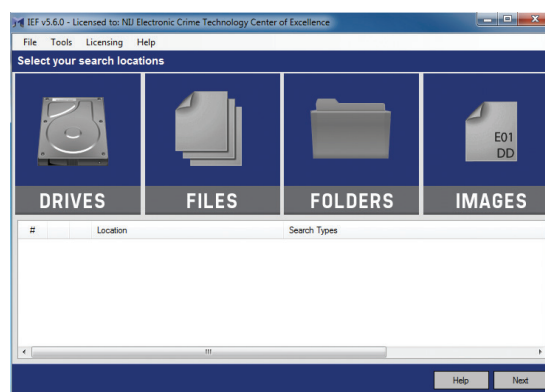 IEF v5.6.0 - Licensed to: NIJ Electronic Crime Technology Center of Excellence
File Tools Licensing Help
Select your search locations
E01
DD
DRIVES FILES FOLDERS IMAGES
# Location Search Types
Help Next